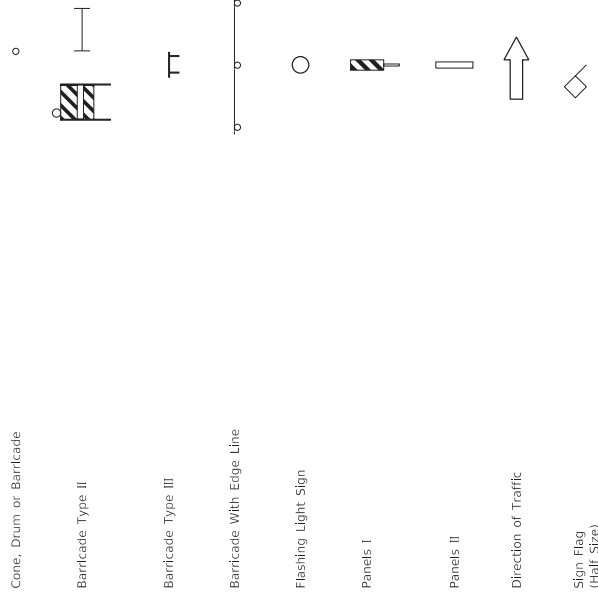 Cone, Drum or Barricade
Barricade Type II
Barricade Type III
Barricade With Edge Line
Flashing Light Sign
Panels I
Panels II
Direction of Traffic
Sign Flag
(Half Size)